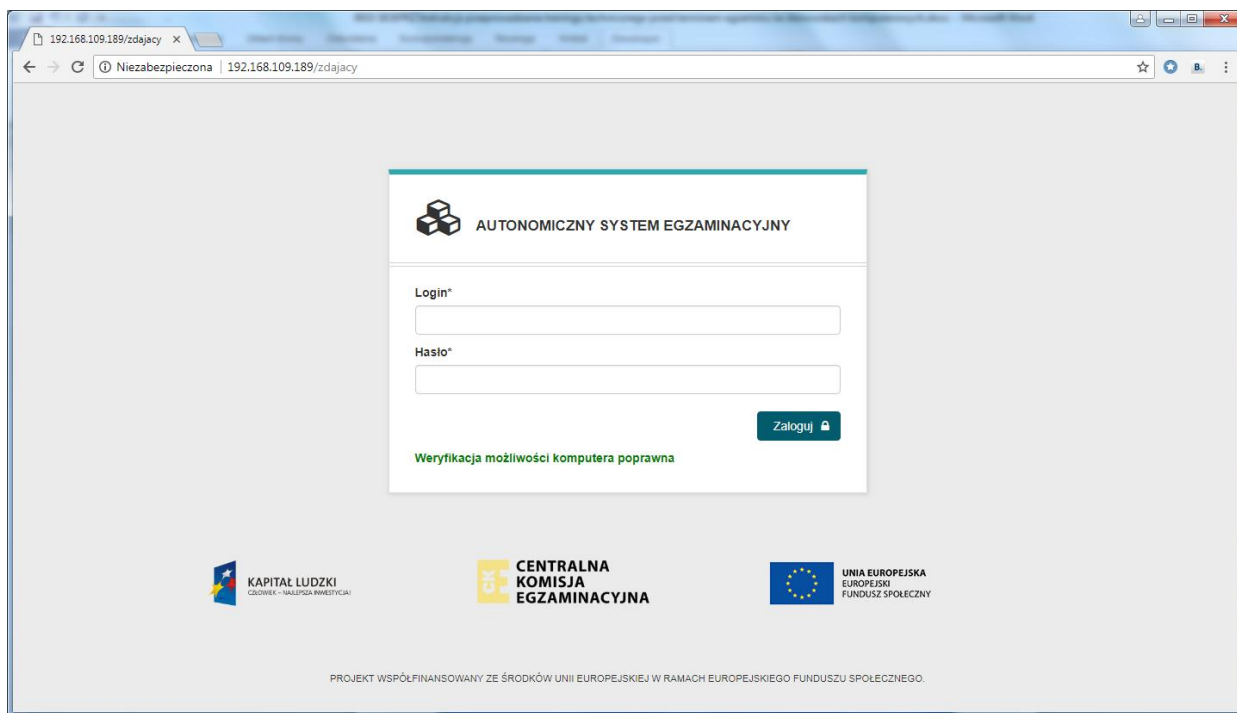 192.168.109.189/zdajacy
Niezabezpieczona | 192.168.109.189/zdajacy
B.
AUTONOMICZNY SYSTEM EGZAMINACYJNY
Login*
Hasło*
Zaloguj
Weryfikacja możliwości komputera poprawna
KAPITAŁ LUDZKI
CZŁOWIEK – NAJLEPSZA INWESTYCJA!
CKE
CENTRALNA
KOMISJA
EGZAMINACYJNA
UNIA EUROPEJSKA
EUROPEJSKI
FUNDUSZ SPOŁECZNY
PROJEKT WSPÓŁFINANSOWANY ZE ŚRODKÓW UNII EUROPEJSKIEJ W RAMACH EUROPEJSKIEGO FUNDUSZU SPOŁECZNEGO.